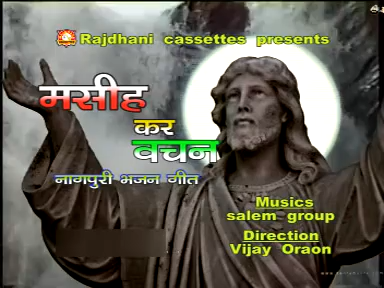 Rajdhani cassettes presents
मसीह
कर
वचन
नागपुरी भजन गीत
Musics
salem group
Direction
Vijay Oraon